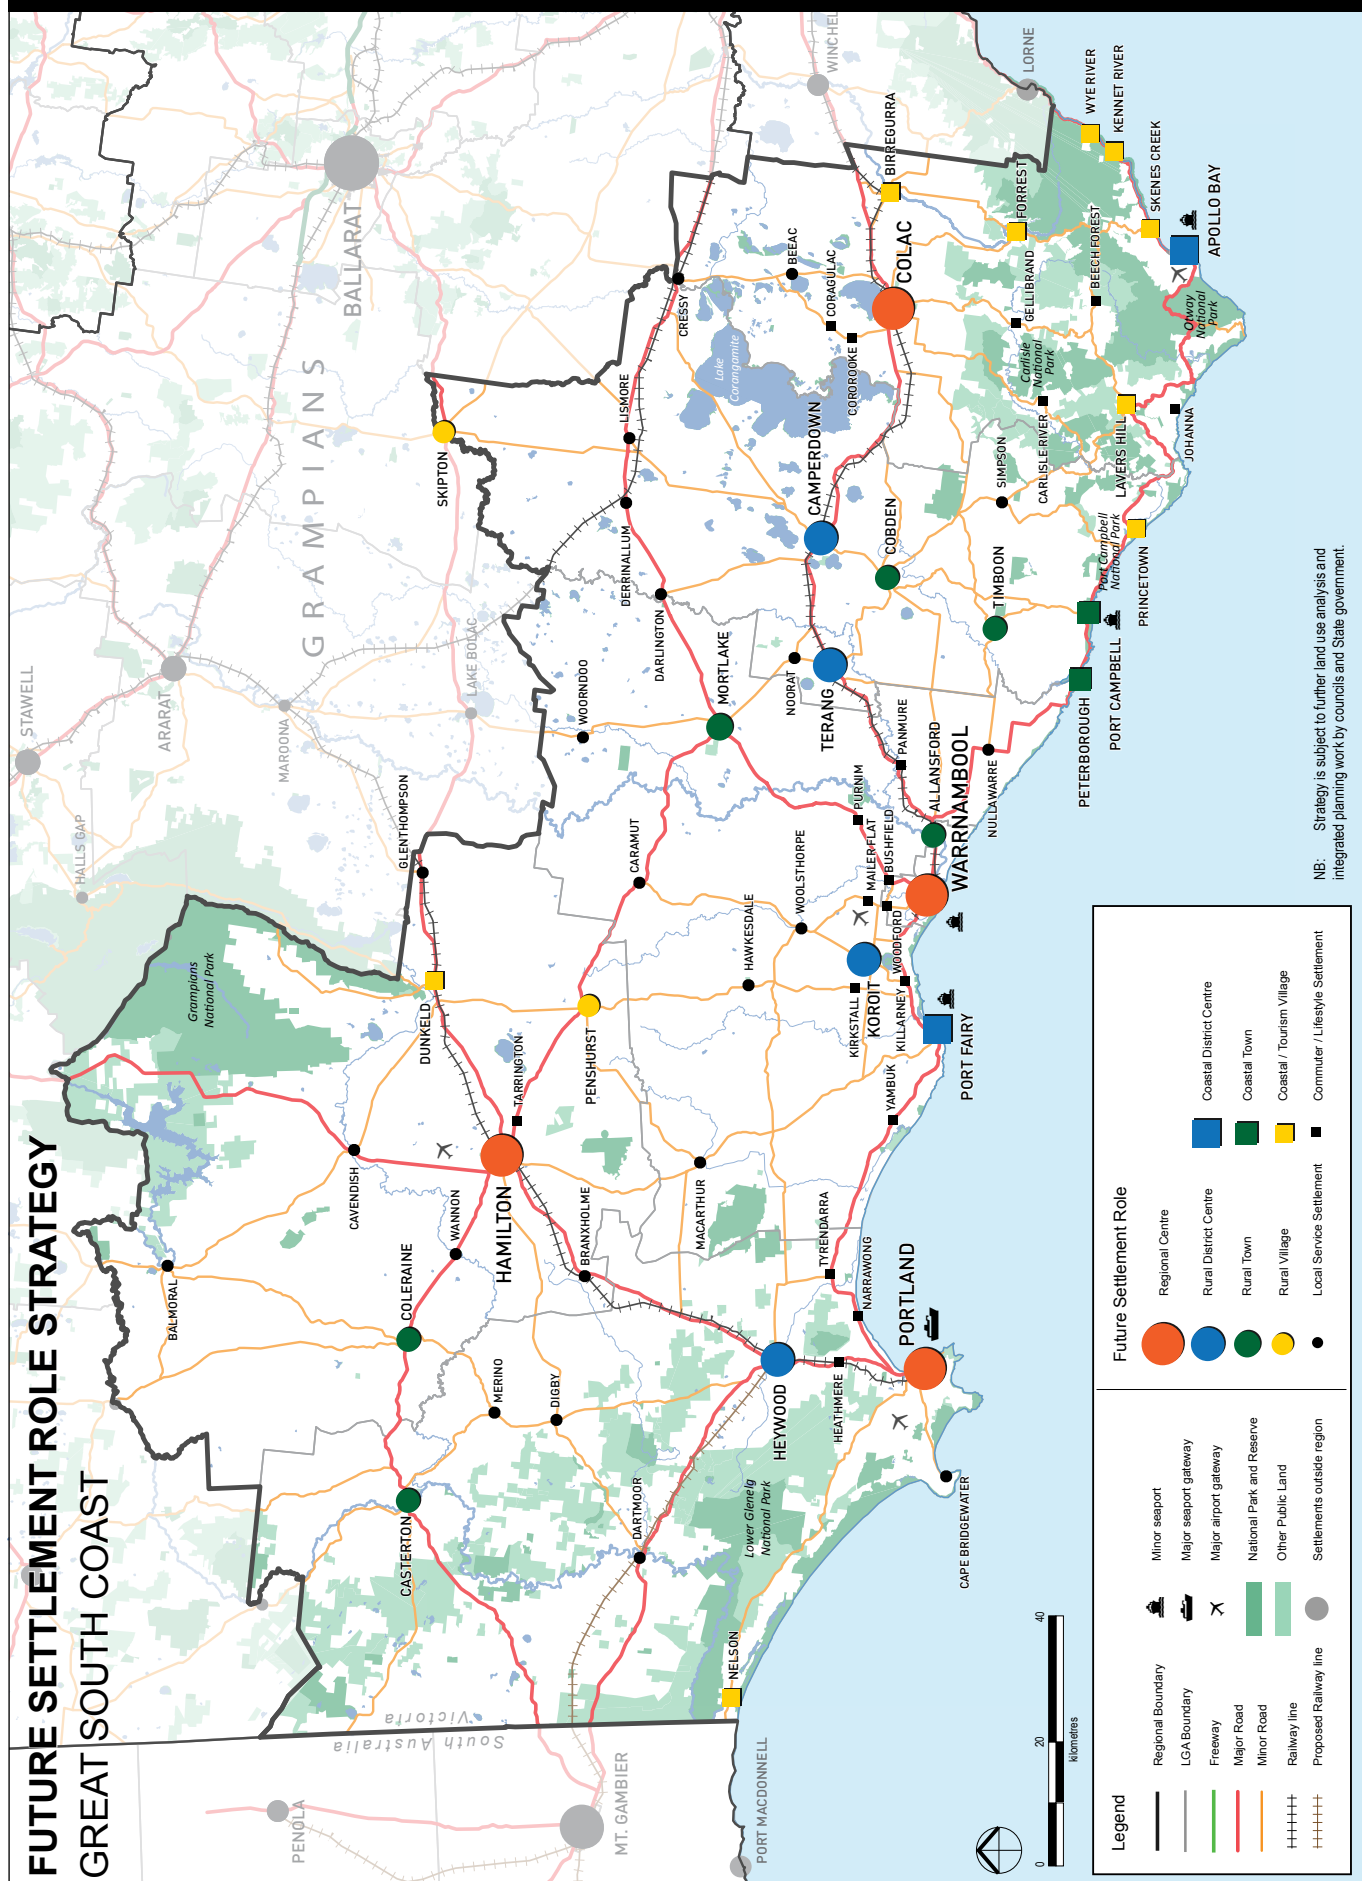 FUTURE SETTLEMENT ROLE STRATEGY
GREAT SOUTH COAST
STAWELL
HALLS GAP
ARARAT
MAROONA
LAKE BOLAC
GRAMPIANS
BALLARAT
WINCHEL
LORNE
PENOLA
MT. GAMBIER
PORT MACDONNELL
South Australia
Victoria
Grampians
National Park
BALMORAL
CAVENDISH
COLERAINE
WANNON
CASTERTON
MERINO
DIGBY
DARTMOOR
NELSON
Lower Glenelg
National Park
HAMILTON
TARRINGTON
DUNKELD
GLENTHOMPSON
PENSHURST
BRANXHOLME
MACARTHUR
HEYWOOD
HEATHMERE
TYRENDARRA
NARRAWONG
PORTLAND
CAPE BRIDGEWATER
YAMBUK
PORT FAIRY
KIRKSTALL
KOROIT
KILLARNEY
WOODFORD
HAWKESDALE
WOOLSTHORPE
MAILER FLAT
BUSHFIELD
PURNIM
WARRNAMBOOL
ALLANSFORD
PANMURE
NULLAWARRE
CARAMUT
WOORNDOO
MORTLAKE
DARLINGTON
DERRINALLUM
LISMORE
SKIPTON
CRESSY
NOORAT
TERANG
CAMPERDOWN
COBDEN
TIMBOON
SIMPSON
PETERBOROUGH
PORT CAMPBELL
Port Campbell
National Park
PRINCETOWN
LAVERS HILL
JOHANNA
CARLISLE RIVER
Carlisle
National
Park
GELLIBRAND
BEECH FOREST
FORREST
Lake
Corangamite
CORAGULAC
COROROOKE
BEEAC
COLAC
BIRREGURRA
WYE RIVER
KENNET RIVER
SKENES CREEK
APOLLO BAY
Otway
National
Park
0
20
40
kilometres
NB: Strategy is subject to further land use analysis and
integrated planning work by councils and State government.
Legend
Regional Boundary
LGA Boundary
Freeway
Major Road
Minor Road
Railway line
Proposed Railway line
Minor seaport
Major seaport gateway
Major airport gateway
National Park and Reserve
Other Public Land
Settlements outside region
Future Settlement Role
Regional Centre
Rural District Centre
Rural Town
Rural Village
Local Service Settlement
Coastal District Centre
Coastal Town
Coastal / Tourism Village
Commuter / Lifestyle Settlement